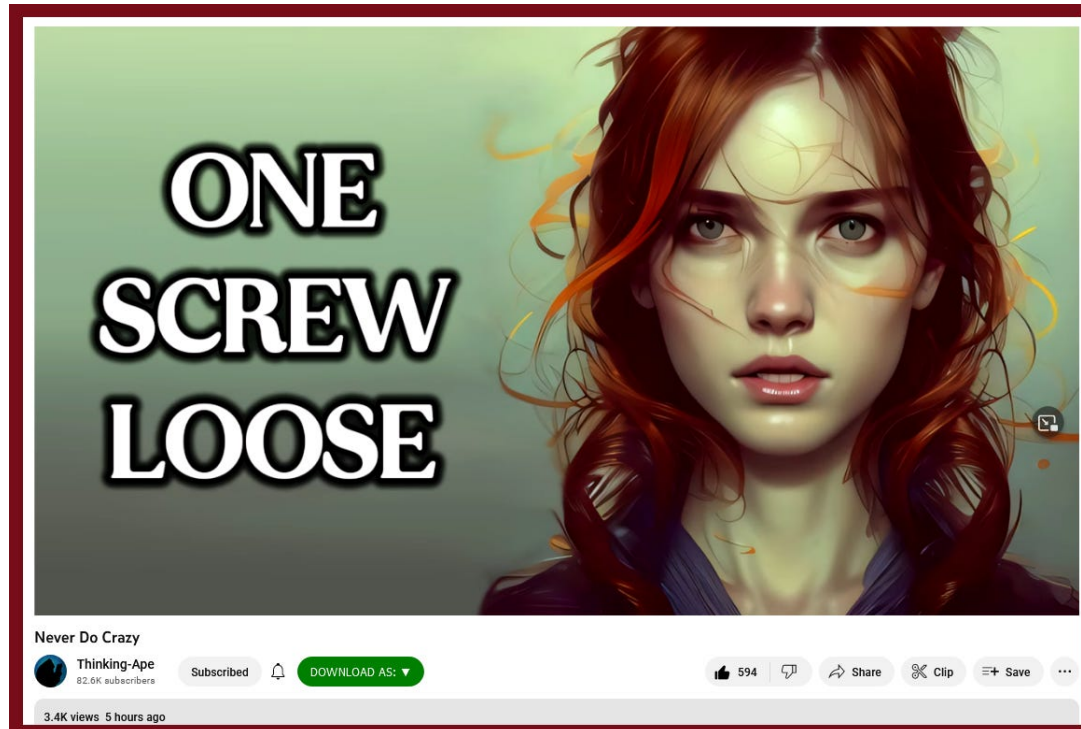 ONE
SCREW
LOOSE
Never Do Crazy
Thinking-Ape
82.6K subscribers
Subscribed
DOWNLOAD AS: ▼
594
Share
Clip
Save
3.4K views 5 hours ago